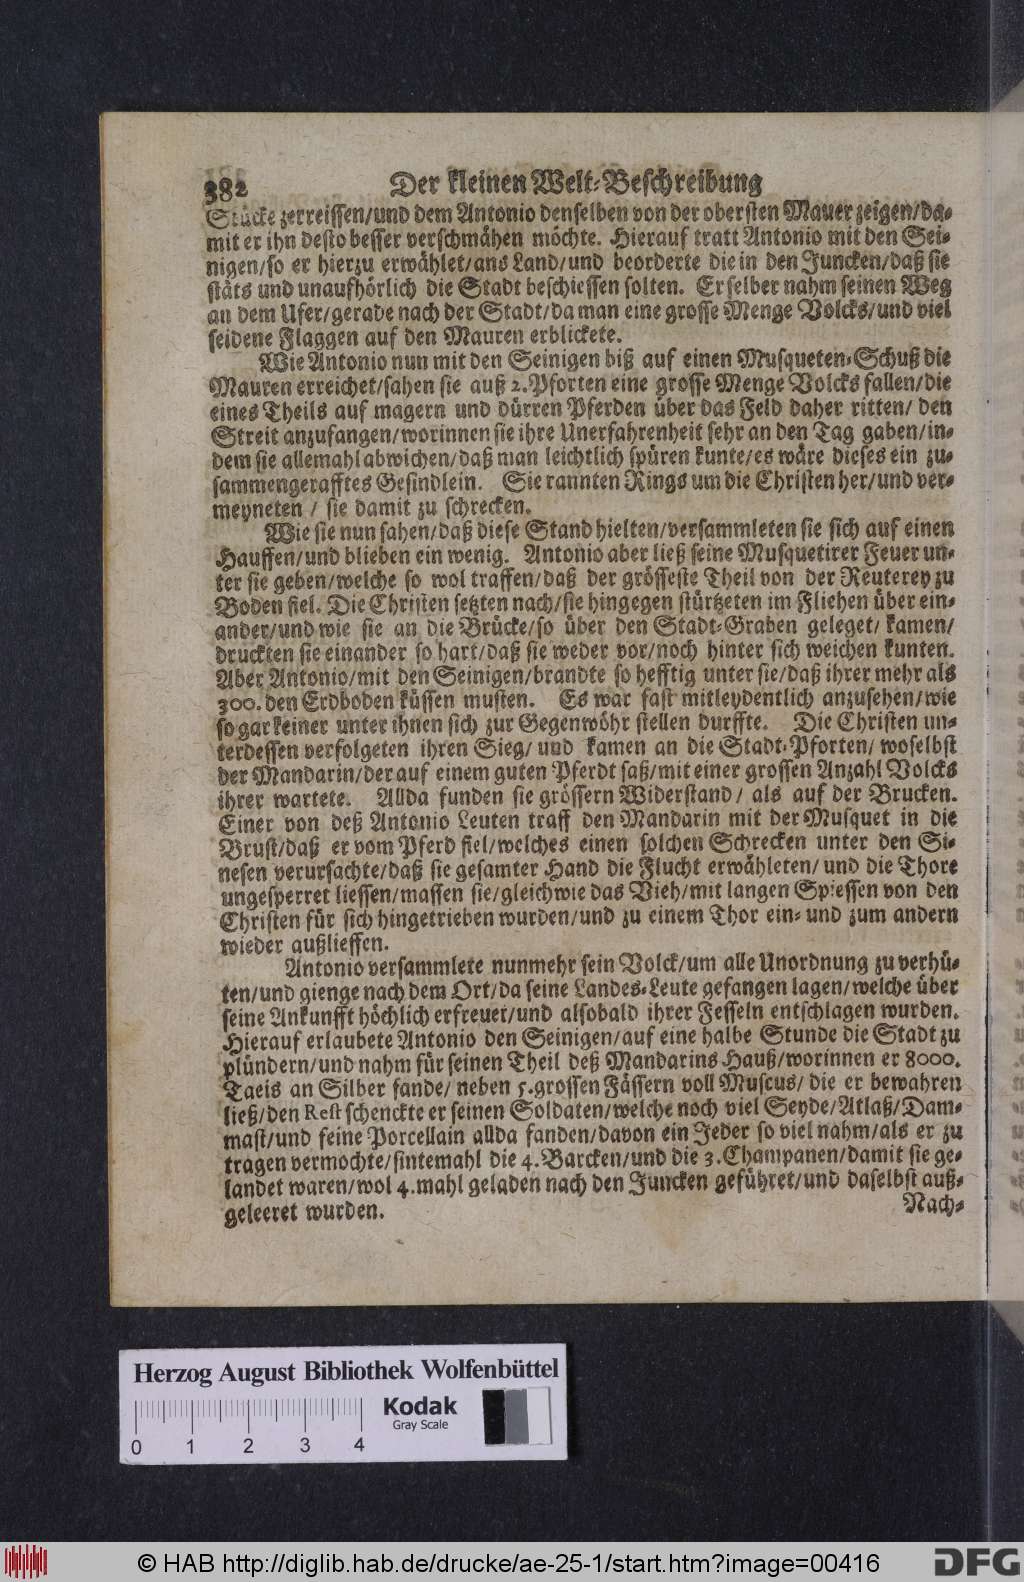 382 Der kleinen Welt-Beschreibung
Stücke zerreissen/und dem Antonio denselben von der obersten Mauer zeigen/da-
mit er ihn desto besser verschmähen möchte. Hierauf tratt Antonio mit den Sei-
nigen/so er hierzu erwählet/ans Land/und beorderte die in den Juncken/daß sie
stäts und unaufhörlich die Stadt beschiessen solten. Er selber nahm seinen Weg
an dem Ufer/gerade nach der Stadt/da man eine grosse Menge Volcks/und viel
seidene Flaggen auf den Mauren erblickete.
Wie Antonio nun mit den Seinigen biß auf einen Musqueten-Schuß die
Mauren erreichet/sahen sie auß 2.Pforten eine grosse Menge Volcks fallen/die
eines Theils auf magern und dürren Pferden über das Feld daher ritten/ den
Streit anzufangen/worinnen sie ihre Unerfahrenheit sehr an den Tag gaben/in-
dem sie allemahl abwichen/daß man leichtlich spüren kunte/es wäre dieses ein zu-
sammengerafftes Gesindlein. Sie rannten Rings um die Christen her/und ver-
meyneten / sie damit zu schrecken.
Wie sie nun sahen/daß diese Stand hielten/versammleten sie sich auf einen
Hauffen/und blieben ein wenig. Antonio aber ließ seine Musquetirer Feuer un-
ter sie geben/welche so wol traffen/daß der grösseste Theil von der Reuterey zu
Boden fiel. Die Christen setzten nach/sie hingegen stürtzeten im Fliehen über ein-
ander/und wie sie an die Brücke/so über den Stadt-Graben geleget/ kamen/
druckten sie einander so hart/daß sie weder vor/noch hinter sich weichen kunten.
Aber Antonio/mit den Seinigen/brandte so hefftig unter sie/daß ihrer mehr als
300. den Erdboden küssen musten. Es war fast mitleydentlich anzusehen/wie
so gar keiner unter ihnen sich zur Gegenwöhr stellen durffte. Die Christen un-
terdessen verfolgeten ihren Sieg/ und kamen an die Stadt-Pforten/ woselbst
der Mandarin/der auf einem guten Pferdt saß/mit einer grossen Anzahl Volcks
ihrer wartete. Allda funden sie grössern Widerstand/ als auf der Brucken.
Einer von deß Antonio Leuten traff den Mandarin mit der Musquet in die
Brust/daß er vom Pferd fiel/welches einen solchen Schrecken unter den Si-
nesen verursachte/daß sie gesamter Hand die Flucht erwähleten/ und die Thore
ungesperret liessen/massen sie/gleichwie das Vieh/mit langen Spiessen von den
Christen für sich hingetrieben wurden/und zu einem Thor ein- und zum andern
wieder außlieffen.
Antonio versammlete nunmehr sein Volck/um alle Unordnung zu verhü-
ten/und gienge nach dem Ort/da seine Landes-Leute gefangen lagen/welche über
seine Ankunfft höchlich erfreuet/und alsobald ihrer Fesseln entschlagen wurden.
Hierauf erlaubete Antonio den Seinigen/auf eine halbe Stunde die Stadt zu
plündern/und nahm für seinen Theil deß Mandarins Hauß/worinnen er 8000.
Taeis an Silber fande/ neben 5.grossen Fässern voll Muscus/ die er bewahren
ließ/den Rest schenckte er seinen Soldaten/welche noch viel Seyde/Atlaß/Dam-
mast/und feine Porcellain allda fanden/davon ein Jeder so viel nahm/als er zu
tragen vermochte/sintemahl die 4.Barcken/und die 3.Champanen/damit sie ge-
landet waren/wol 4.mahl geladen nach den Juncken geführet/und daselbst auß-
geleeret wurden.
Nach-
Herzog August Bibliothek Wolfenbüttel
Kodak
Gray Scale
0 1 2 3 4
© HAB http://diglib.hab.de/drucke/ae-25-1/start.htm?image=00416
DFG